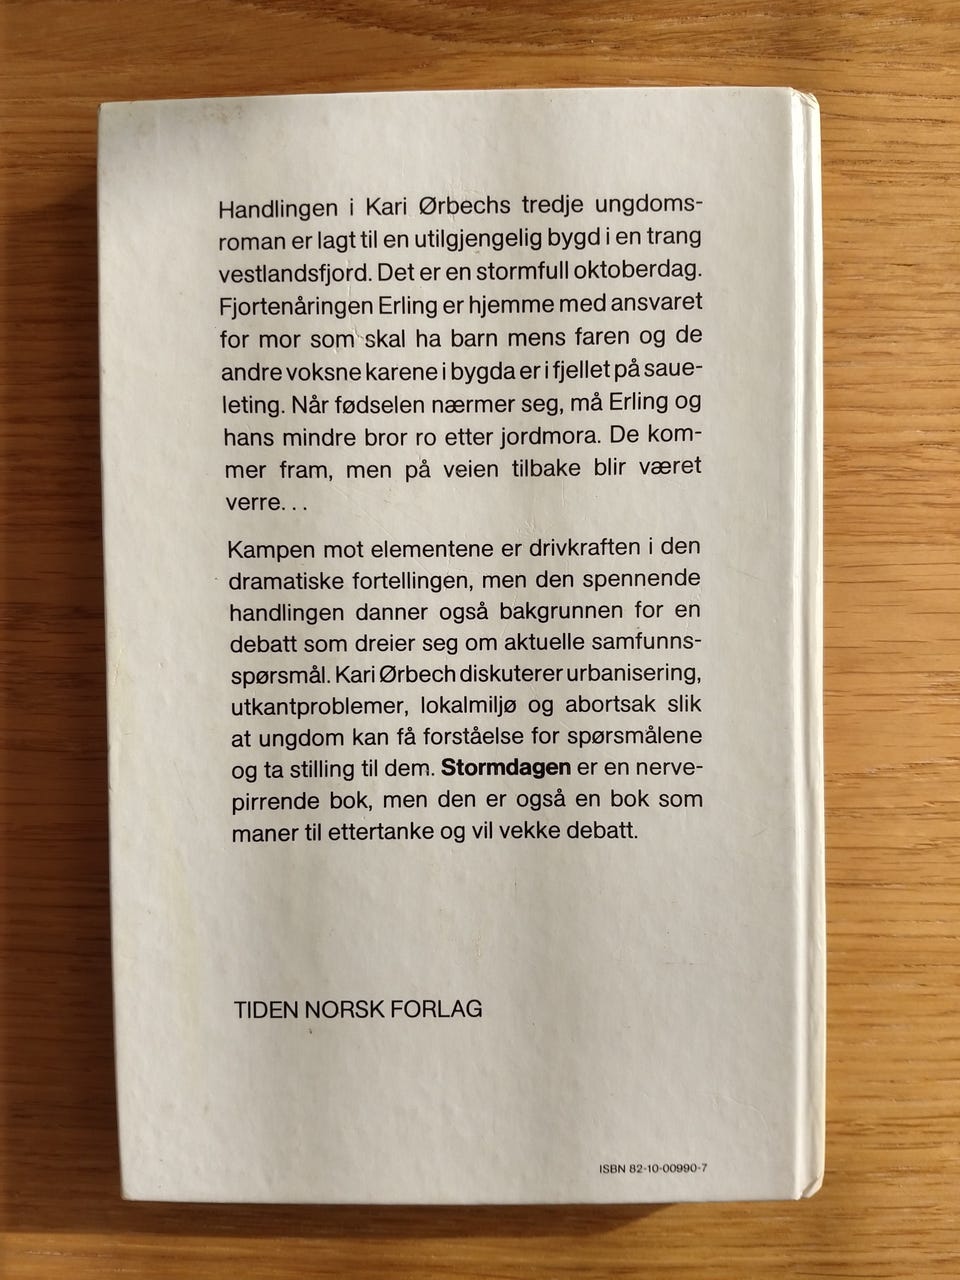 Handlingen i Kari Ørbechs tredje ungdoms-
roman er lagt til en utilgjengelig bygd i en trang
vestlandsfjord. Det er en stormfull oktoberdag.
Fjortenåringen Erling er hjemme med ansvaret
for mor som skal ha barn mens faren og de
andre voksne karene i bygda er i fjellet på saue-
leting. Når fødselen nærmer seg, må Erling og
hans mindre bror ro etter jordmora. De kom-
mer fram, men på veien tilbake blir været
verre...
Kampen mot elementene er drivkraften i den
dramatiske fortellingen, men den spennende
handlingen danner også bakgrunnen for en
debatt som dreier seg om aktuelle samfunns-
spørsmål. Kari Ørbech diskuterer urbanisering,
utkantproblemer, lokalmiljø og abortsak slik
at ungdom kan få forståelse for spørsmålene
og ta stilling til dem. Stormdagen er en nerve-
pirrende bok, men den er også en bok som
maner til ettertanke og vil vekke debatt.
TIDEN NORSK FORLAG
ISBN 82-10-00990-7